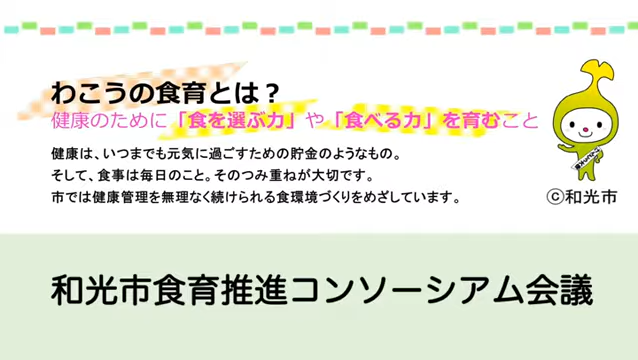 わこうの食育とは？
健康のために「食を選ぶ力」や「食べる力」を育むこと
健康は、いつまでも元気に過ごすための貯金のようなもの。
そして、食事は毎日のこと。そのつみ重ねが大切です。
市では健康管理を無理なく続けられる食環境づくりをめざしています。
©和光市
和光市食育推進コンソーシアム会議